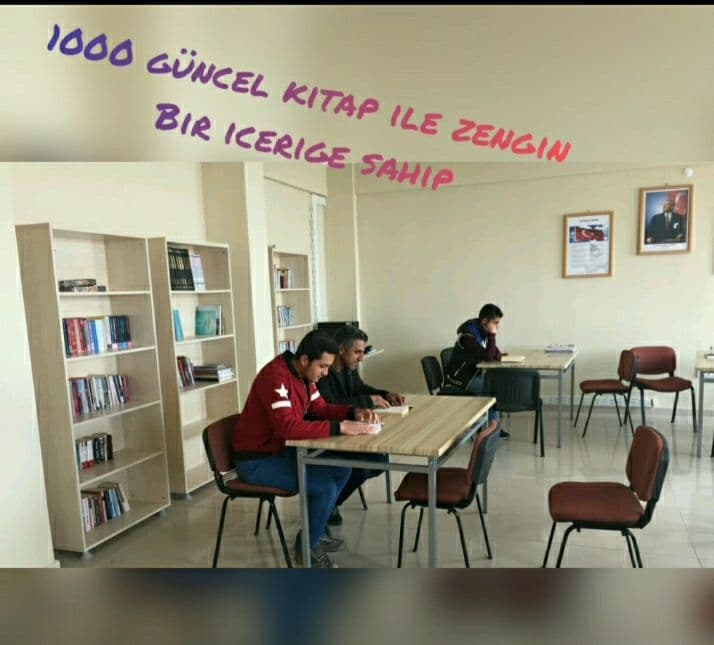 1000 GÜNCEL KITAP ILE ZENGIN
BIR ICERIGE SAHIP